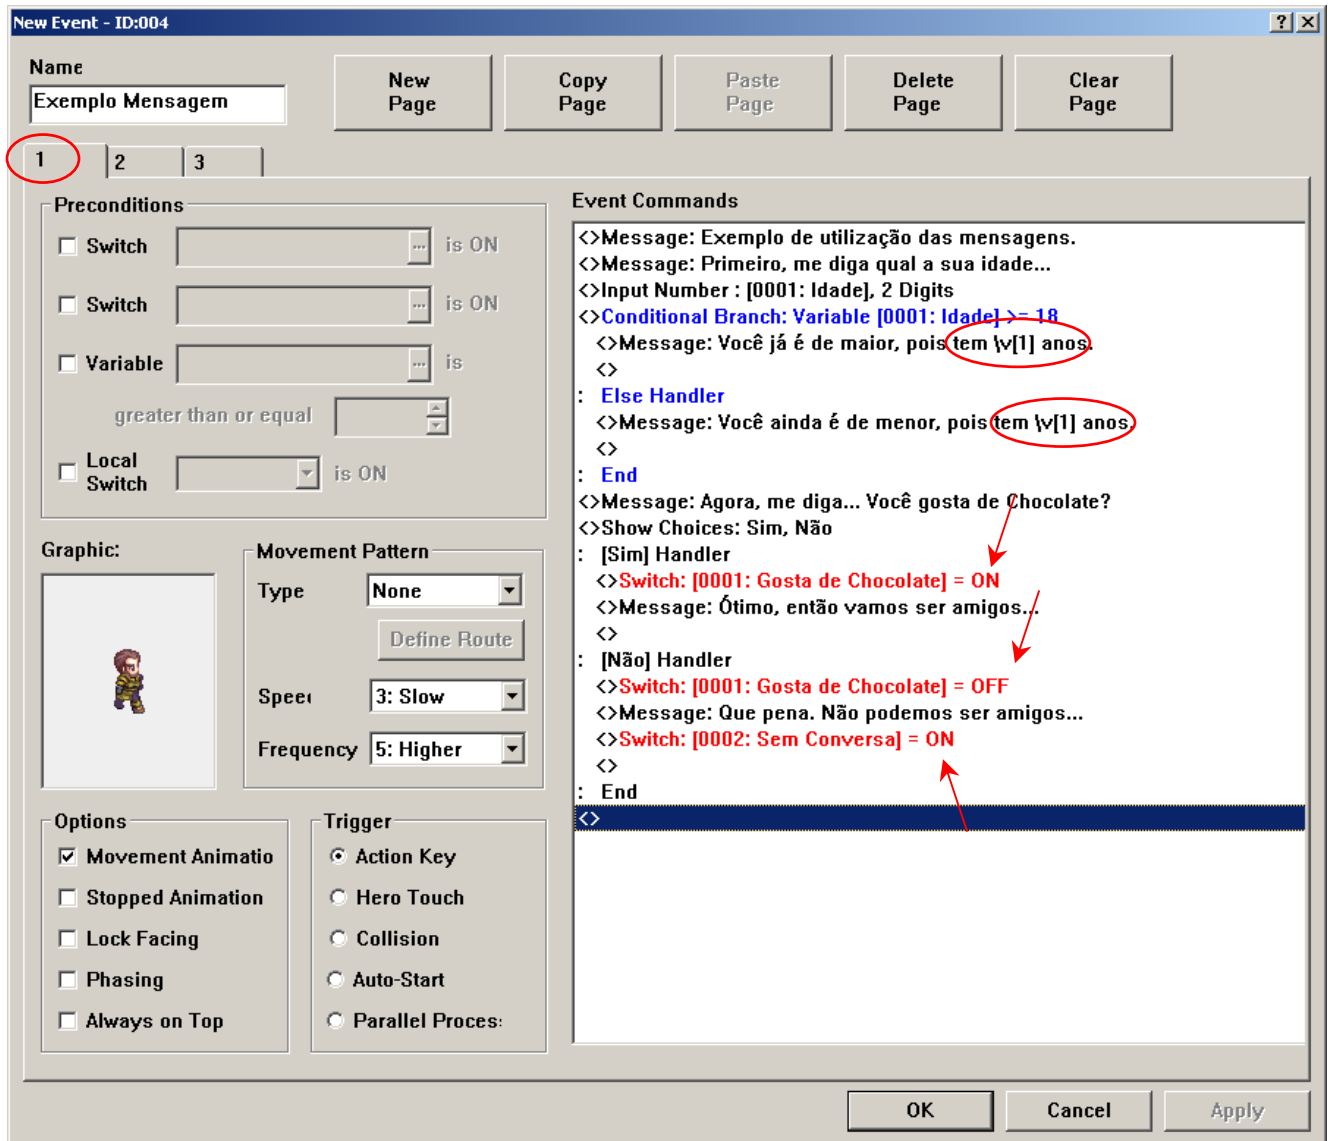 New Event - ID:004
Name
Exemplo Mensagem
New Page
Copy Page
Paste Page
Delete Page
Clear Page
1 2 3
Preconditions
Switch ... is ON
Switch ... is ON
Variable ... is
greater than or equal
Local Switch is ON
Graphic:
Movement Pattern
Type None
Define Route
Speed 3: Slow
Frequency 5: Higher
Options
Movement Animatio
Stopped Animation
Lock Facing
Phasing
Always on Top
Trigger
Action Key
Hero Touch
Collision
Auto-Start
Parallel Proces
Event Commands
<>Message: Exemplo de utilização das mensagens.
<>Message: Primeiro, me diga qual a sua idade...
<>Input Number : [0001: Idade], 2 Digits
<>Conditional Branch: Variable [0001: Idade] >= 18
<>Message: Você já é de maior, pois tem \v[1] anos.
<>
: Else Handler
<>Message: Você ainda é de menor, pois tem \v[1] anos.
<>
: End
<>Message: Agora, me diga... Você gosta de Chocolate?
<>Show Choices: Sim, Não
: [Sim] Handler
<>Switch: [0001: Gosta de Chocolate] = ON
<>Message: Ótimo, então vamos ser amigos...
<>
: [Não] Handler
<>Switch: [0001: Gosta de Chocolate] = OFF
<>Message: Que pena. Não podemos ser amigos...
<>Switch: [0002: Sem Conversa] = ON
<>
: End
<>
OK
Cancel
Apply